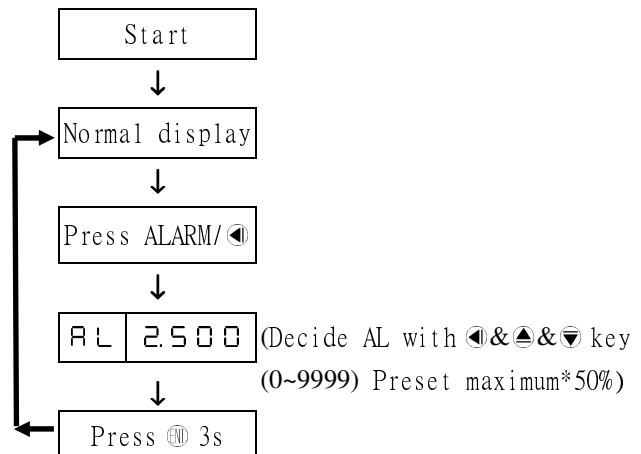 Start
Normal display
Press ALARM/◀
AL 2.500 (Decide AL with ◀&▲&▼ key
(0~9999) Preset maximum*50%)
Press ENT 3s